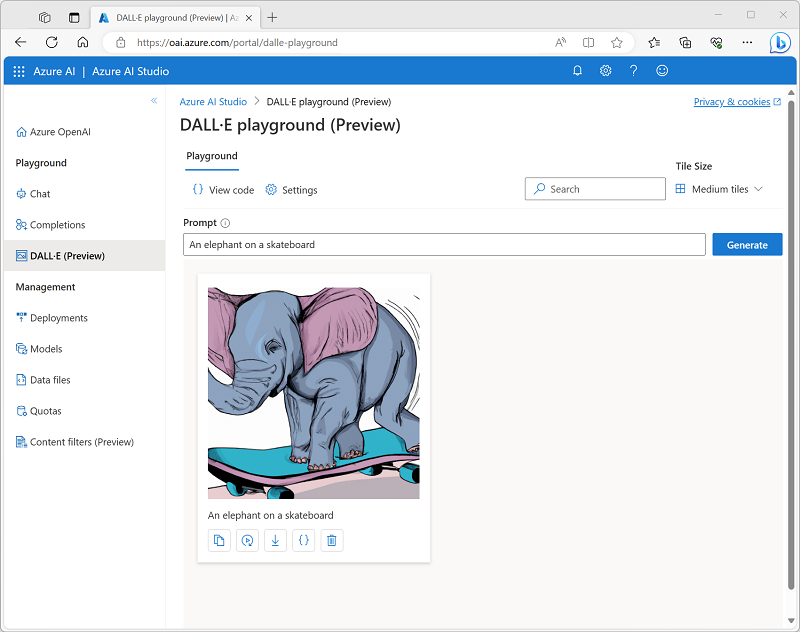 DALL·E playground (Preview) | Az
https://oai.azure.com/portal/dalle-playground
Azure AI | Azure AI Studio
Azure AI Studio > DALL·E playground (Preview)
Privacy & cookies
DALL·E playground (Preview)
Azure OpenAI
Playground
Chat
Completions
DALL·E (Preview)
Management
Deployments
Models
Data files
Quotas
Content filters (Preview)
Playground
View code
Settings
Search
Tile Size
Medium tiles
Prompt
An elephant on a skateboard
Generate
An elephant on a skateboard